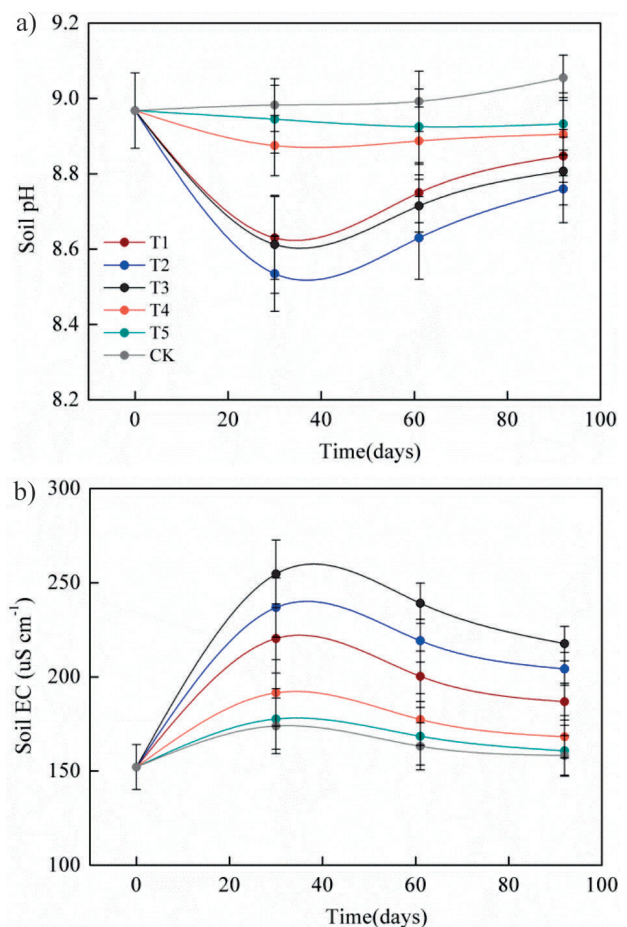 a)
9.2
9.0
8.8
8.6
8.4
8.2
Soil pH
T1
T2
T3
T4
T5
CK
0 20 40 60 80 100
Time(days)
b)
300
250
200
150
100
Soil EC (uS cm⁻¹)
0 20 40 60 80 100
Time(days)